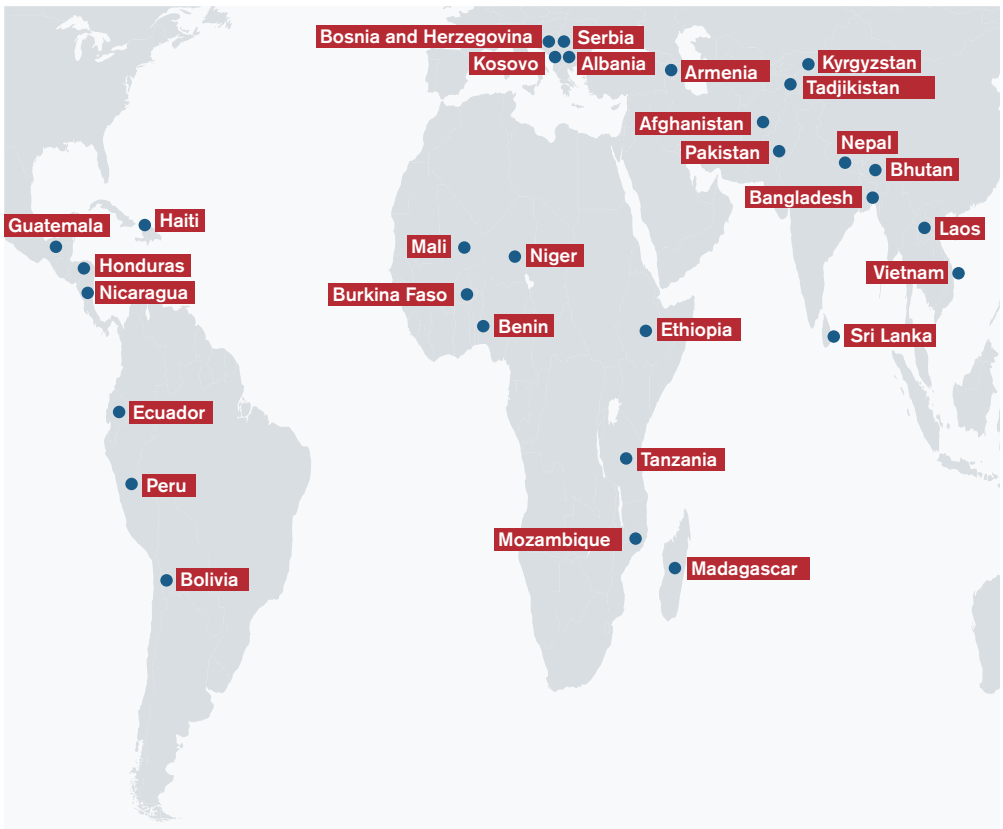 Bosnia and Herzegovina
Serbia
Kosovo
Albania
Armenia
Kyrgyzstan
Tadjikistan
Afghanistan
Pakistan
Nepal
Bhutan
Bangladesh
Haiti
Guatemala
Laos
Mali
Niger
Honduras
Vietnam
Nicaragua
Burkina Faso
Benin
Ethiopia
Sri Lanka
Ecuador
Tanzania
Peru
Mozambique
Madagascar
Bolivia